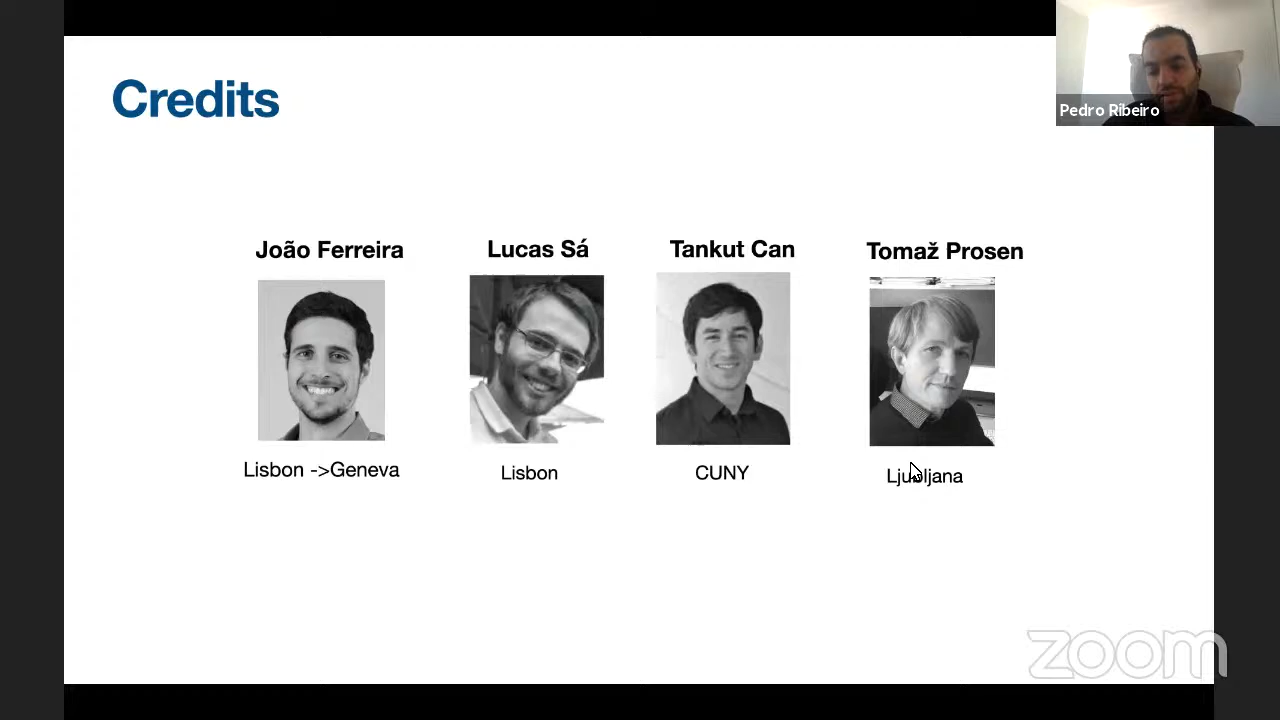 Credits
Pedro Ribeiro
João Ferreira
Lucas Sá
Tankut Can
Tomaž Prosen
Lisbon ->Geneva
Lisbon
CUNY
Ljubljana
zoom